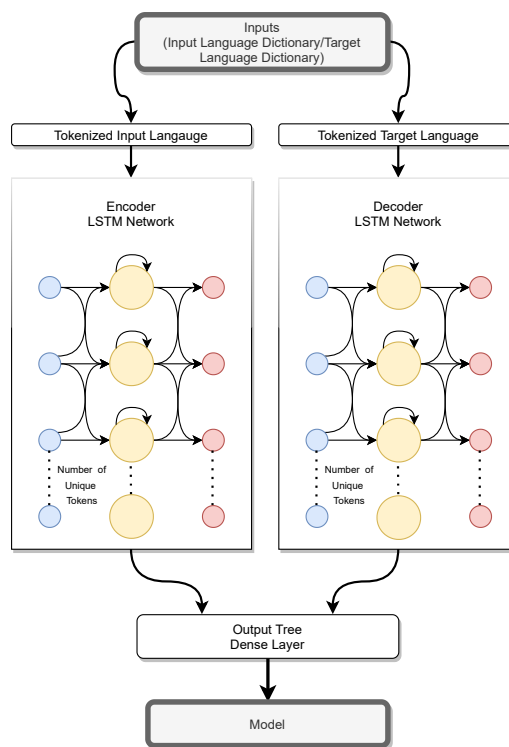 Inputs
(Input Language Dictionary/Target
Language Dictionary)
Tokenized Input Langauge
Tokenized Target Language
Encoder
LSTM Network
Number of
Unique
Tokens
Decoder
LSTM Network
Number of
Unique
Tokens
Output Tree
Dense Layer
Model